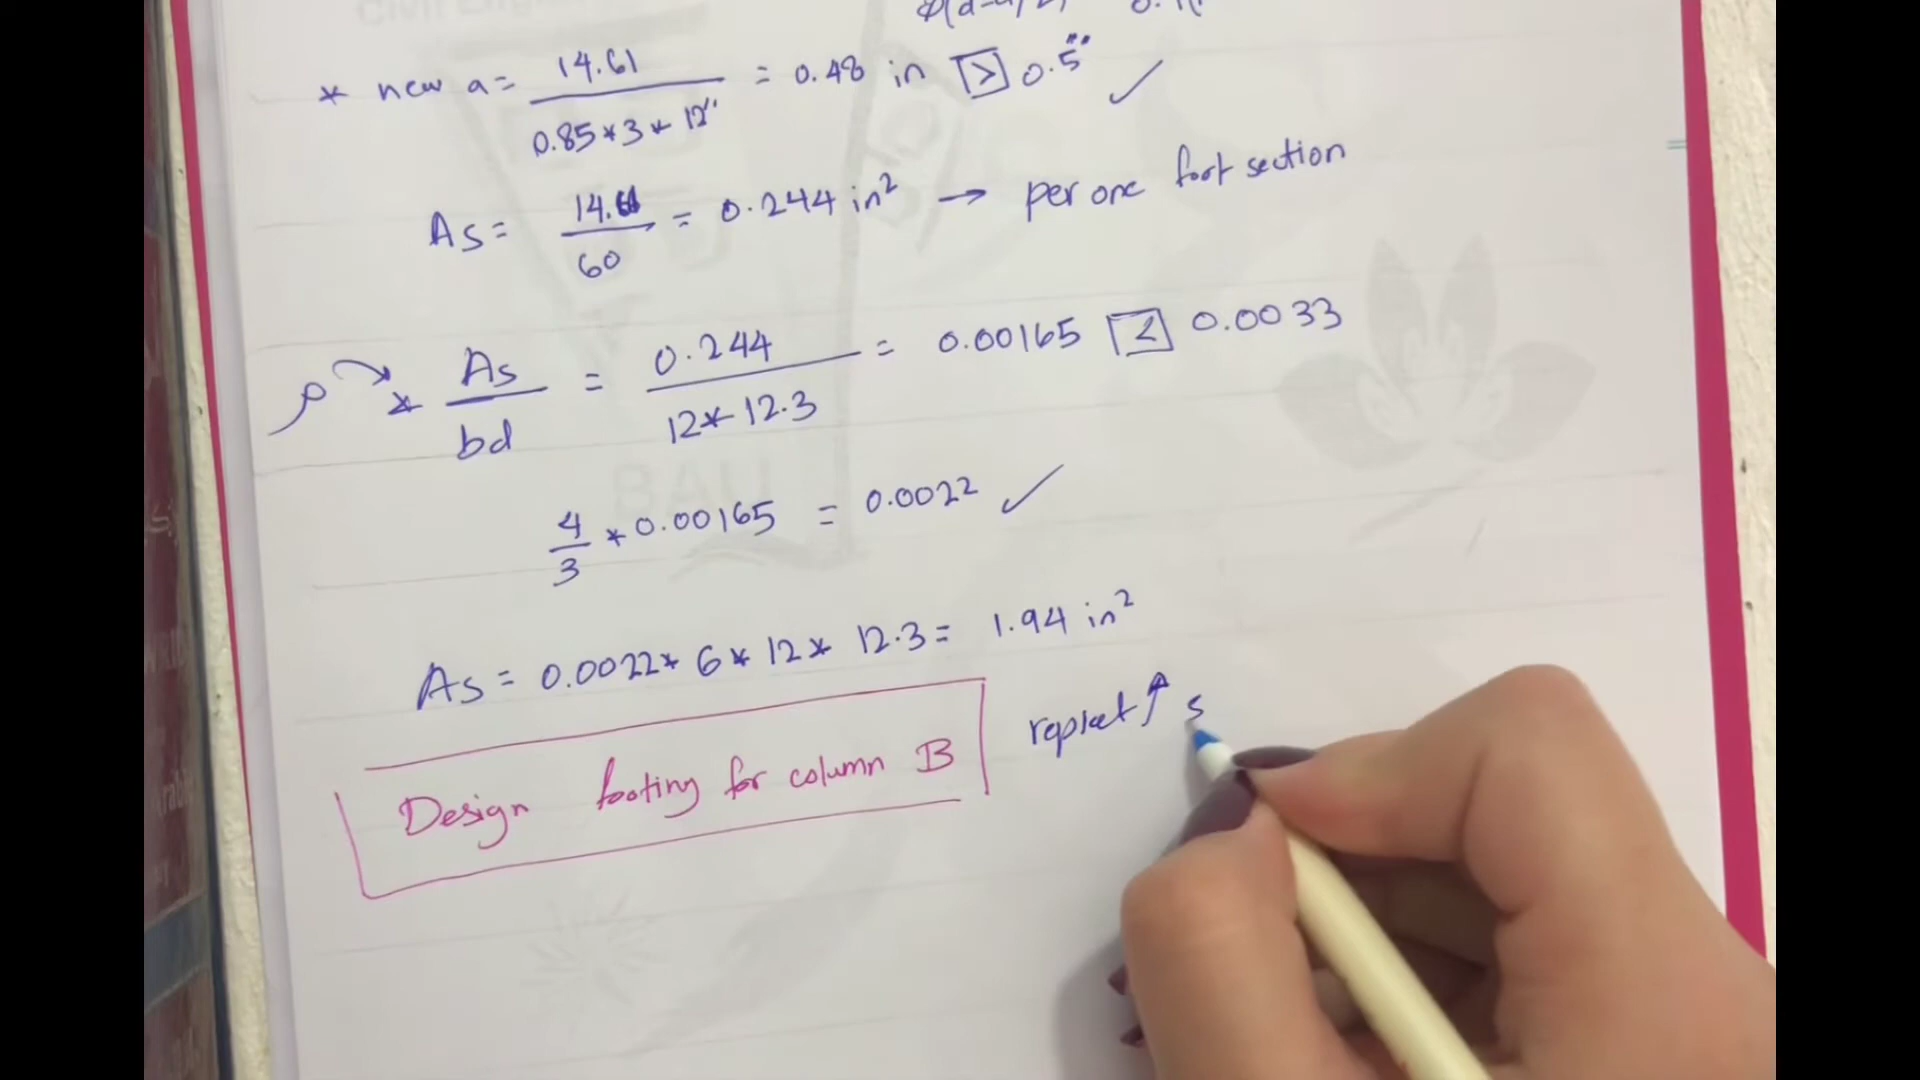 * new a = 14.61 / 0.85*3*12" = 0.48 in > 0.5" ✓
As = 14.61 / 60 = 0.244 in² → per one foot section
ρ * As / bd = 0.244 / 12*12.3 = 0.00165 < 0.0033
4/3 * 0.00165 = 0.0022 ✓
As = 0.0022* 6* 12* 12.3 = 1.94 in²
Design footing for column B
↑ s